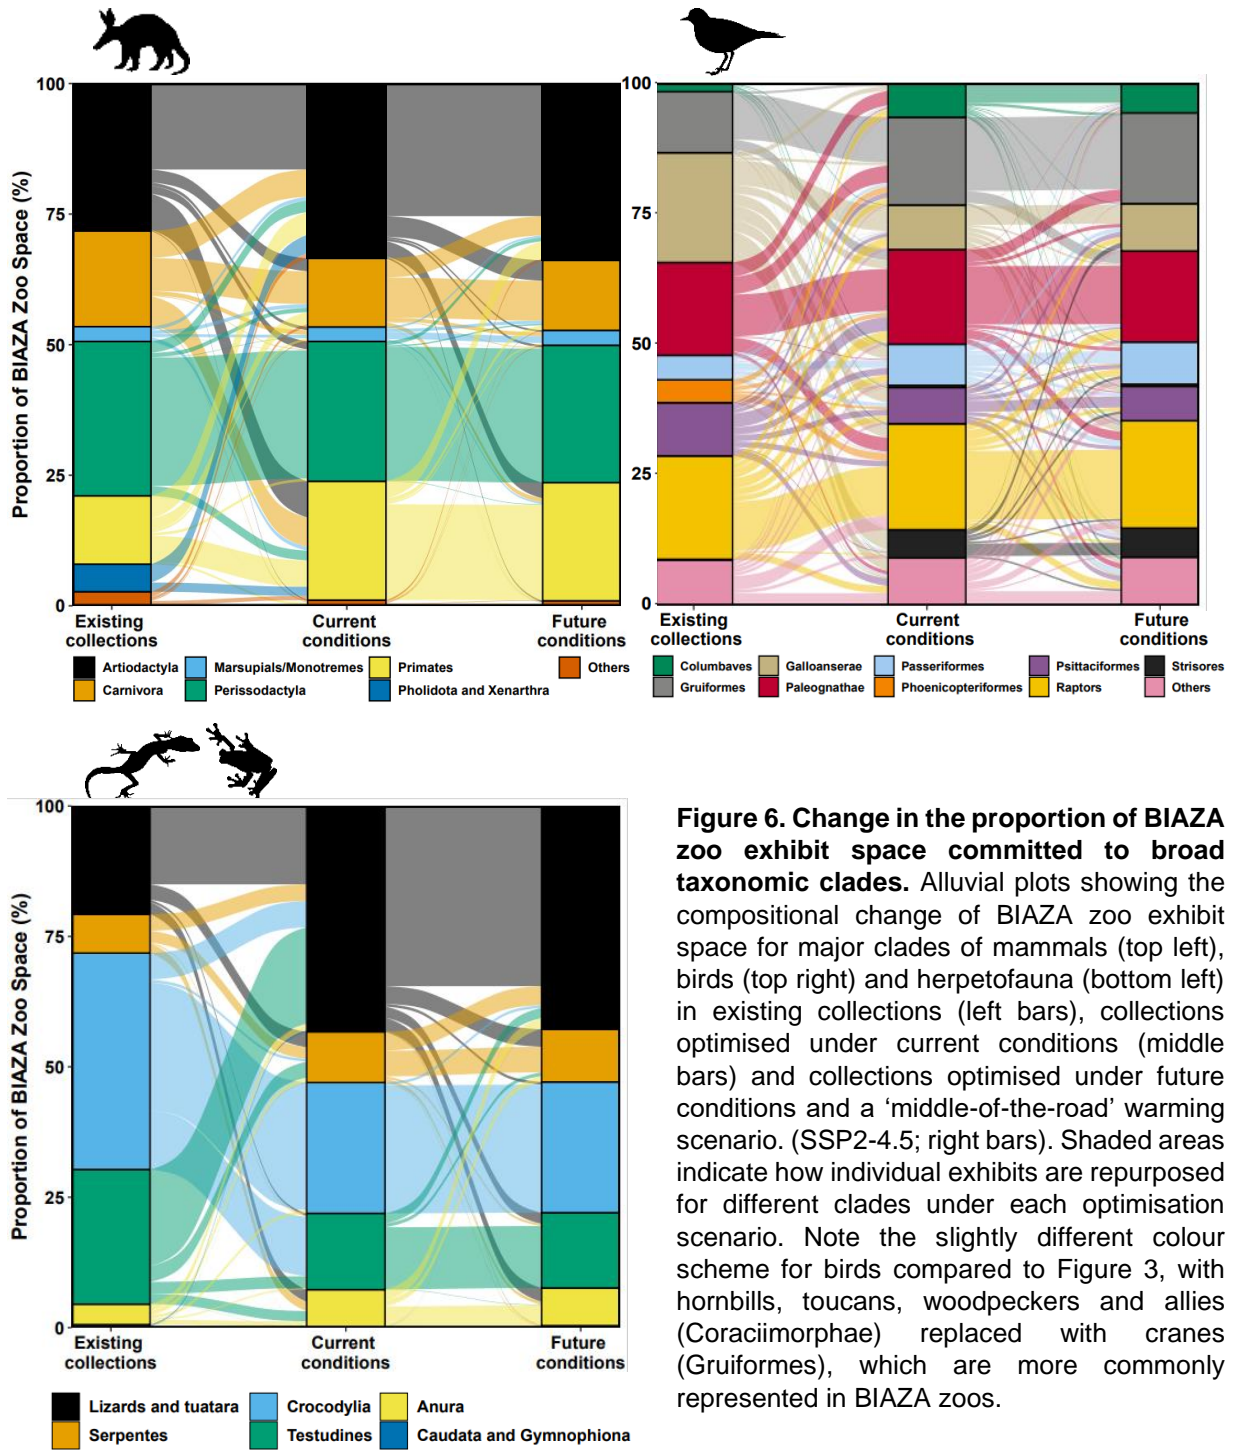 Proportion of BIAZA Zoo Space (%)
100
75
50
25
0
Existing collections
Current conditions
Future conditions
Artiodactyla
Marsupials/Monotremes
Primates
Others
Carnivora
Perissodactyla
Pholidota and Xenarthra
100
75
50
25
0
Existing collections
Current conditions
Future conditions
Columbaves
Galloanserae
Passeriformes
Psittaciformes
Strisores
Gruiformes
Paleognathae
Phoenicopteriformes
Raptors
Others
Proportion of BIAZA Zoo Space (%)
100
75
50
25
0
Existing collections
Current conditions
Future conditions
Lizards and tuatara
Crocodylia
Anura
Serpentes
Testudines
Caudata and Gymnophiona
Figure 6. Change in the proportion of BIAZA
zoo exhibit space committed to broad
taxonomic clades. Alluvial plots showing the
compositional change of BIAZA zoo exhibit
space for major clades of mammals (top left),
birds (top right) and herpetofauna (bottom left)
in existing collections (left bars), collections
optimised under current conditions (middle
bars) and collections optimised under future
conditions and a ‘middle-of-the-road’ warming
scenario. (SSP2-4.5; right bars). Shaded areas
indicate how individual exhibits are repurposed
for different clades under each optimisation
scenario. Note the slightly different colour
scheme for birds compared to Figure 3, with
hornbills, toucans, woodpeckers and allies
(Coraciimorphae) replaced with cranes
(Gruiformes), which are more commonly
represented in BIAZA zoos.